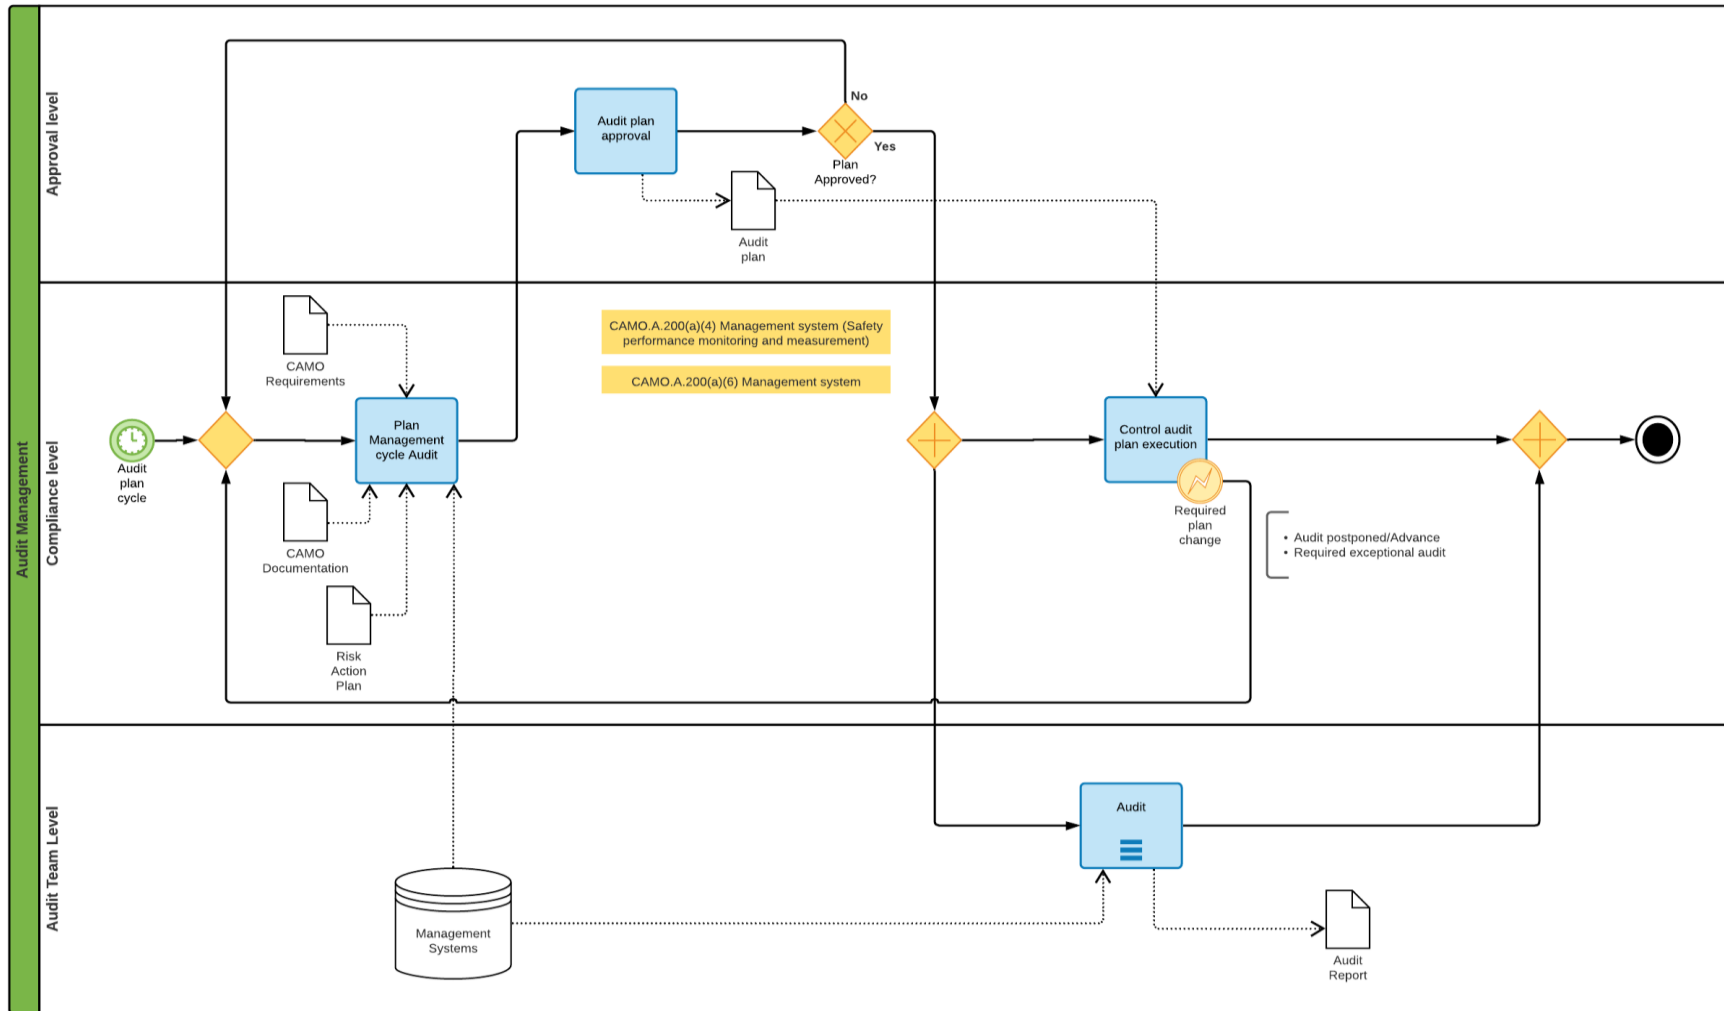 Audit Management
Approval level
Audit plan
approval
No
Yes
Plan
Approved?
Audit
plan
Compliance level
CAMO
Requirements
CAMO.A.200(a)(4) Management system (Safety
performance monitoring and measurement)
CAMO.A.200(a)(6) Management system
Audit
plan
cycle
Plan
Management
cycle Audit
Control audit
plan execution
Required
plan
change
• Audit postponed/Advance
• Required exceptional audit
CAMO
Documentation
Risk
Action
Plan
Audit Team Level
Audit
Management
Systems
Audit
Report